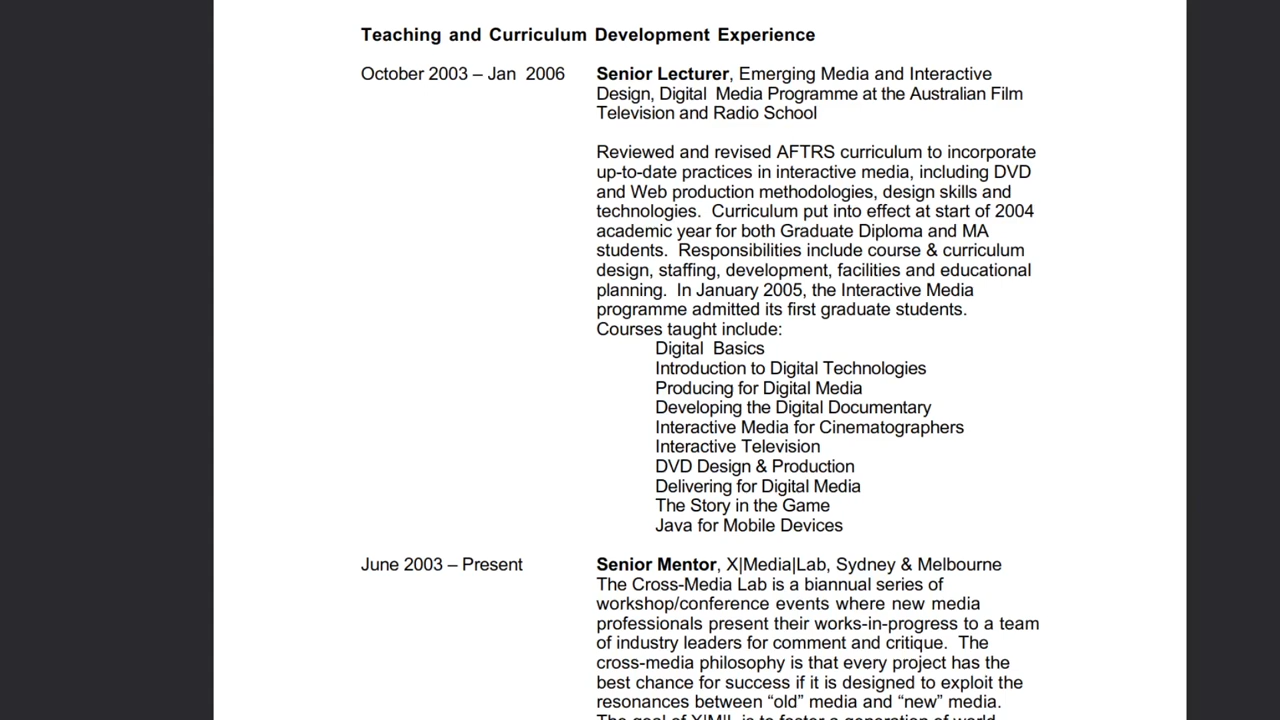 Teaching and Curriculum Development Experience
October 2003 – Jan 2006
Senior Lecturer, Emerging Media and Interactive
Design, Digital Media Programme at the Australian Film
Television and Radio School
Reviewed and revised AFTRS curriculum to incorporate
up-to-date practices in interactive media, including DVD
and Web production methodologies, design skills and
technologies. Curriculum put into effect at start of 2004
academic year for both Graduate Diploma and MA
students. Responsibilities include course & curriculum
design, staffing, development, facilities and educational
planning. In January 2005, the Interactive Media
programme admitted its first graduate students.
Courses taught include:
Digital Basics
Introduction to Digital Technologies
Producing for Digital Media
Developing the Digital Documentary
Interactive Media for Cinematographers
Interactive Television
DVD Design & Production
Delivering for Digital Media
The Story in the Game
Java for Mobile Devices
June 2003 – Present
Senior Mentor, X|Media|Lab, Sydney & Melbourne
The Cross-Media Lab is a biannual series of
workshop/conference events where new media
professionals present their works-in-progress to a team
of industry leaders for comment and critique. The
cross-media philosophy is that every project has the
best chance for success if it is designed to exploit the
resonances between “old” media and “new” media.
The goal of X|M|L is to foster a generation of world